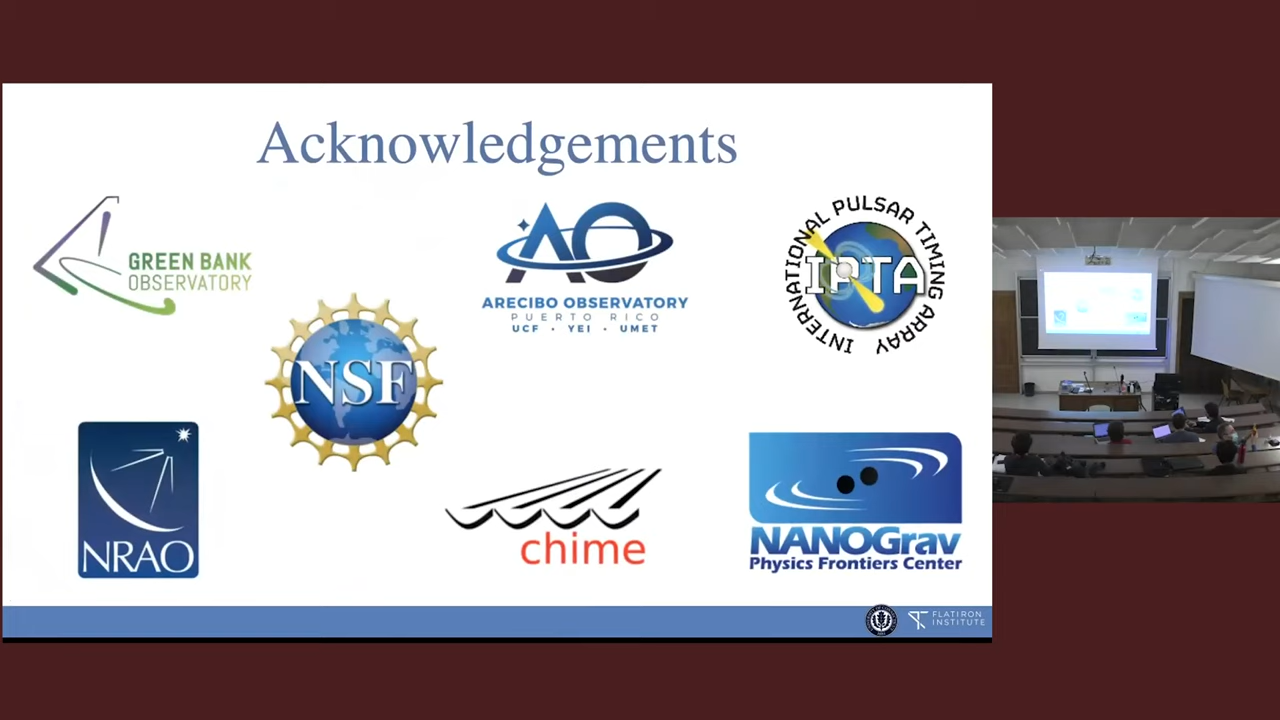 Acknowledgements
GREEN BANK
OBSERVATORY
NSF
AO
ARECIBO OBSERVATORY
PUERTO RICO
UCF • YEI • UMET
INTERNATIONAL PULSAR TIMING ARRAY
IPTA
NRAO
chime
NANOGrav
Physics Frontiers Center
FLATIRON
INSTITUTE